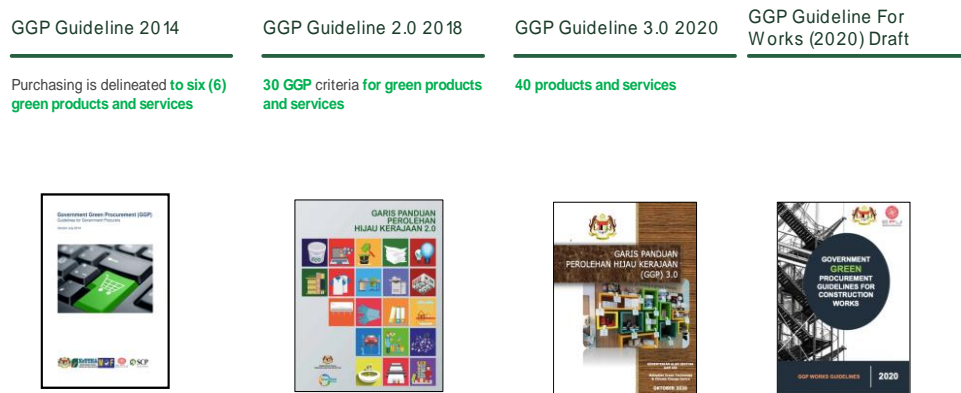 GGP Guideline 2014
Purchasing is delineated to six (6)
green products and services
Government Green Procurement (GGP)
Guidelines for Government Procurers
SCP
GGP Guideline 2.0 2018
30 GGP criteria for green products
and services
GARIS PANDUAN
PEROLEHAN
HIJAU KERAJAAN 2.0
GGP Guideline 3.0 2020
40 products and services
GARIS PANDUAN
PEROLEHAN HIJAU KERAJAAN
(GGP) 3.0
OKTOBER 2020
GGP Guideline For
Works (2020) Draft
GOVERNMENT
GREEN
PROCUREMENT
GUIDELINES FOR
CONSTRUCTION
WORKS
GGP WORKS GUIDELINES
2020